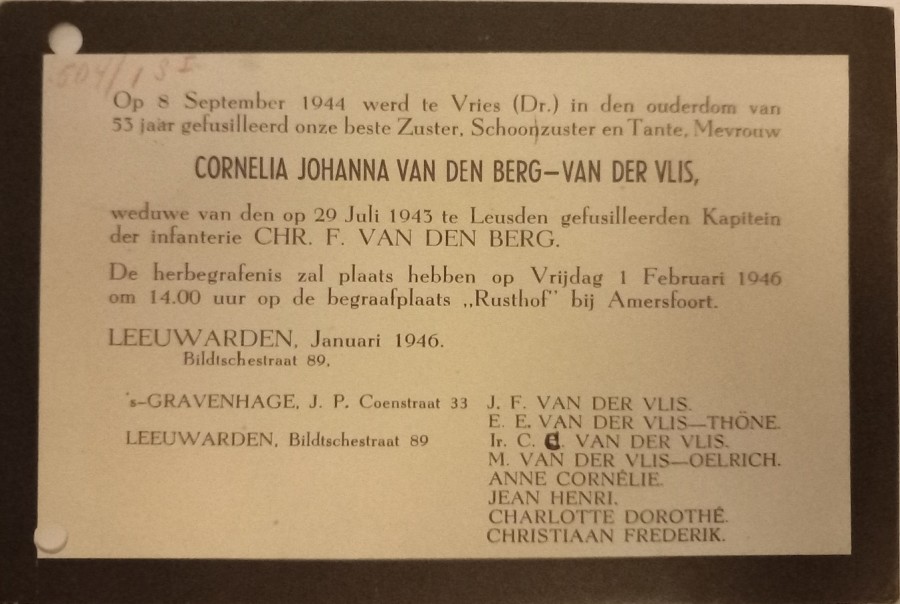 504/1 S I
Op 8 September 1944 werd te Vries (Dr.) in den ouderdom van
53 jaar gefusilleerd onze beste Zuster, Schoonzuster en Tante, Mevrouw
CORNELIA JOHANNA VAN DEN BERG—VAN DER VLIS,
weduwe van den op 29 Juli 1943 te Leusden gefusilleerden Kapitein
der infanterie CHR. F. VAN DEN BERG.
De herbegrafenis zal plaats hebben op Vrijdag 1 Februari 1946
om 14.00 uur op de begraafplaats „Rusthof" bij Amersfoort.
LEEUWARDEN, Januari 1946.
Bildtschestraat 89,
's-GRAVENHAGE, J. P. Coenstraat 33
J. F. VAN DER VLIS.
E. E. VAN DER VLIS—THÖNE.
LEEUWARDEN, Bildtschestraat 89
Ir. C. C. VAN DER VLIS.
M. VAN DER VLIS—OELRICH.
ANNE CORNÉLIE.
JEAN HENRI.
CHARLOTTE DOROTHÉ.
CHRISTIAAN FREDERIK.